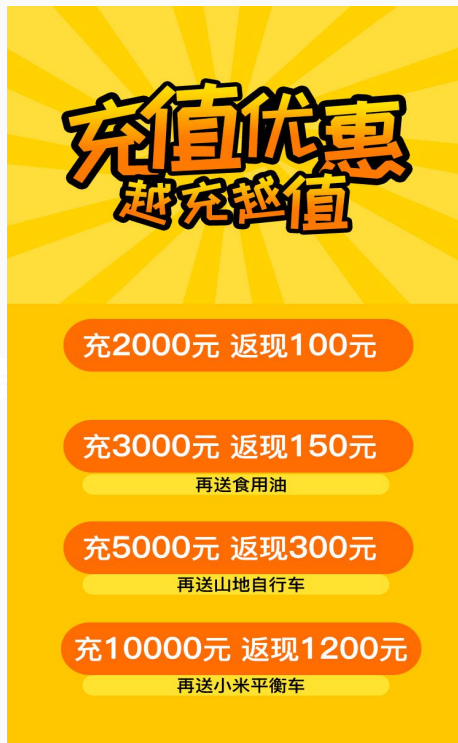 充值优惠
越充越值
充2000元 返现100元
充3000元 返现150元
再送食用油
充5000元 返现300元
再送山地自行车
充10000元 返现1200元
再送小米平衡车